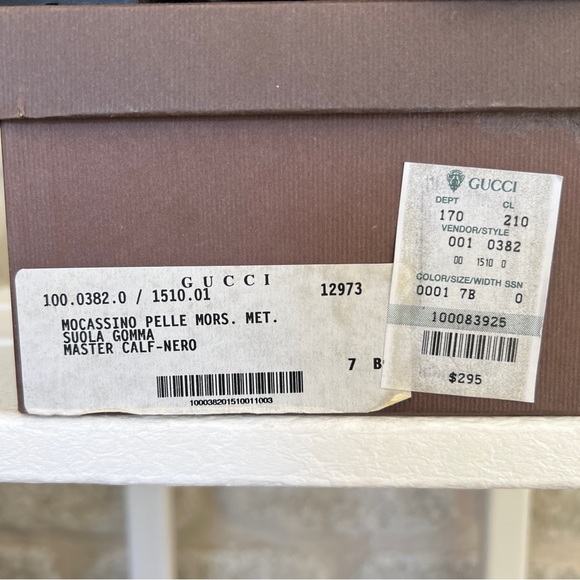 GUCCI
100.0382.0 / 1510.01 12973
MOCASSINO PELLE MORS. MET.
SUOLA GOMMA
MASTER CALF-NERO
7 B
100038201510011003
GUCCI
DEPT CL
170 210
VENDOR/STYLE
001 0382
00 1510 0
COLOR/SIZE/WIDTH SSN
0001 7B 0
100083925
$295